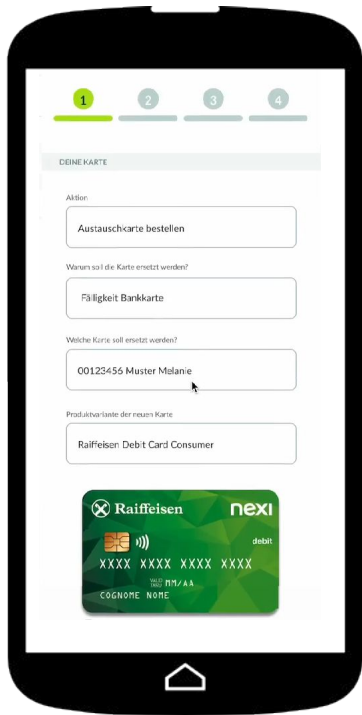 1 2 3 4
DEINE KARTE
Aktion
Austauschkarte bestellen
Warum soll die Karte ersetzt werden?
Fälligkeit Bankkarte
Welche Karte soll ersetzt werden?
00123456 Muster Melanie
Produktvariante der neuen Karte
Raiffeisen Debit Card Consumer
Raiffeisen nexi
debit
XXXX XXXX XXXX XXXX
VALID THRU MM/AA
COGNOME NOME